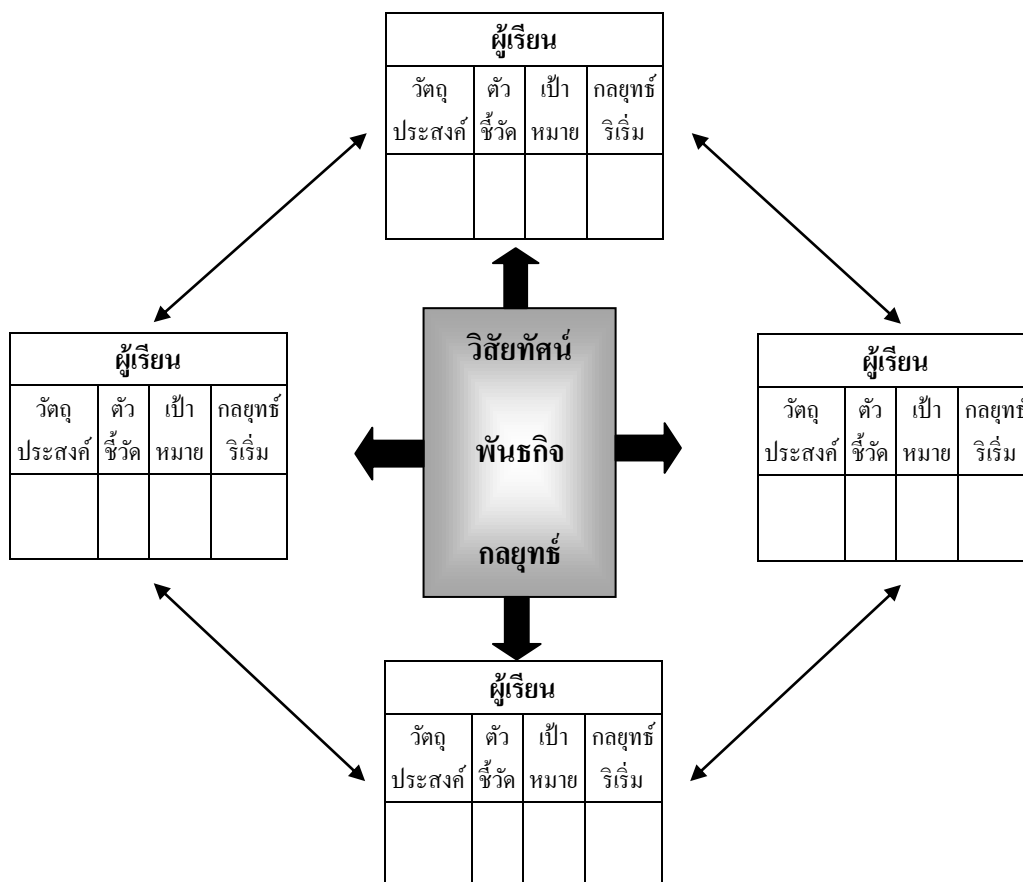 ผู้เรียน
วัตถุ ตัว เป้า กลยุทธ์
ประสงค์ ชี้วัด หมาย ริเริ่ม
วิสัยทัศน์
พันธกิจ
กลยุทธ์
ผู้เรียน
วัตถุ ตัว เป้า กลยุทธ์
ประสงค์ ชี้วัด หมาย ริเริ่ม
ผู้เรียน
วัตถุ ตัว เป้า กลยุทธ์
ประสงค์ ชี้วัด หมาย ริเริ่ม
ผู้เรียน
วัตถุ ตัว เป้า กลยุทธ์
ประสงค์ ชี้วัด หมาย ริเริ่ม